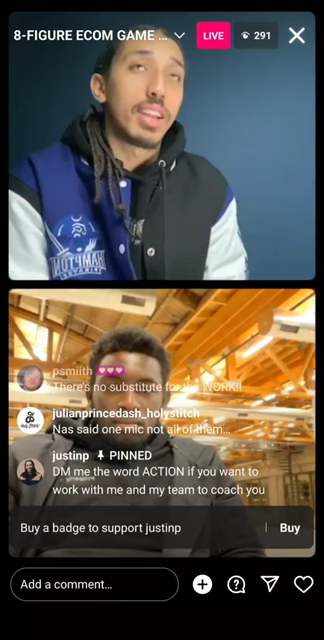 8-FIGURE ECOM GAME ...
LIVE
291
HAMPTON
psmiith
There's no substitute for the WORK!!
julianprincedash_holystitch
Nas said one mic not all of them...
justinp PINNED
DM me the word ACTION if you want
to work with me and my team to coach you
Buy a badge to support justinp
Buy
Add a comment...